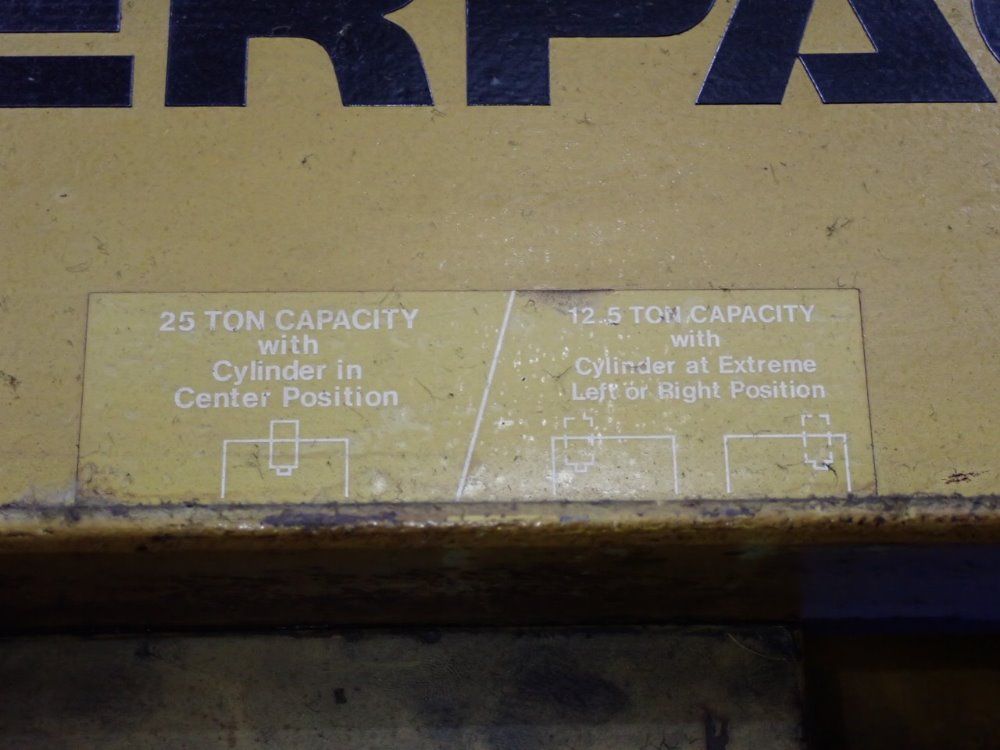 ERPAC
25 TON CAPACITY
with
Cylinder in
Center Position
12.5 TON CAPACITY
with
Cylinder at Extreme
Left or Right Position